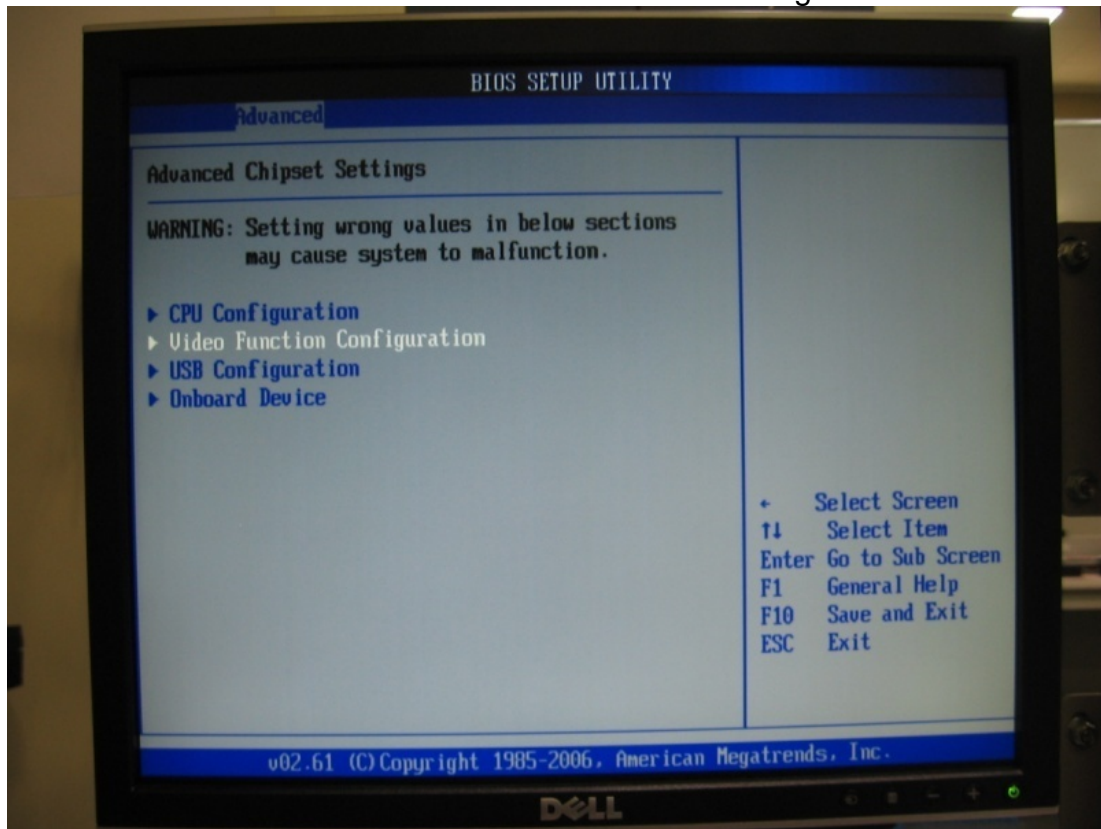 BIOS SETUP UTILITY
Advanced
Advanced Chipset Settings
WARNING: Setting wrong values in below sections
may cause system to malfunction.
▶ CPU Configuration
▶ Video Function Configuration
▶ USB Configuration
▶ Onboard Device
← Select Screen
↑↓ Select Item
Enter Go to Sub Screen
F1 General Help
F10 Save and Exit
ESC Exit
v02.61 (C)Copyright 1985-2006, American Megatrends, Inc.
DELL